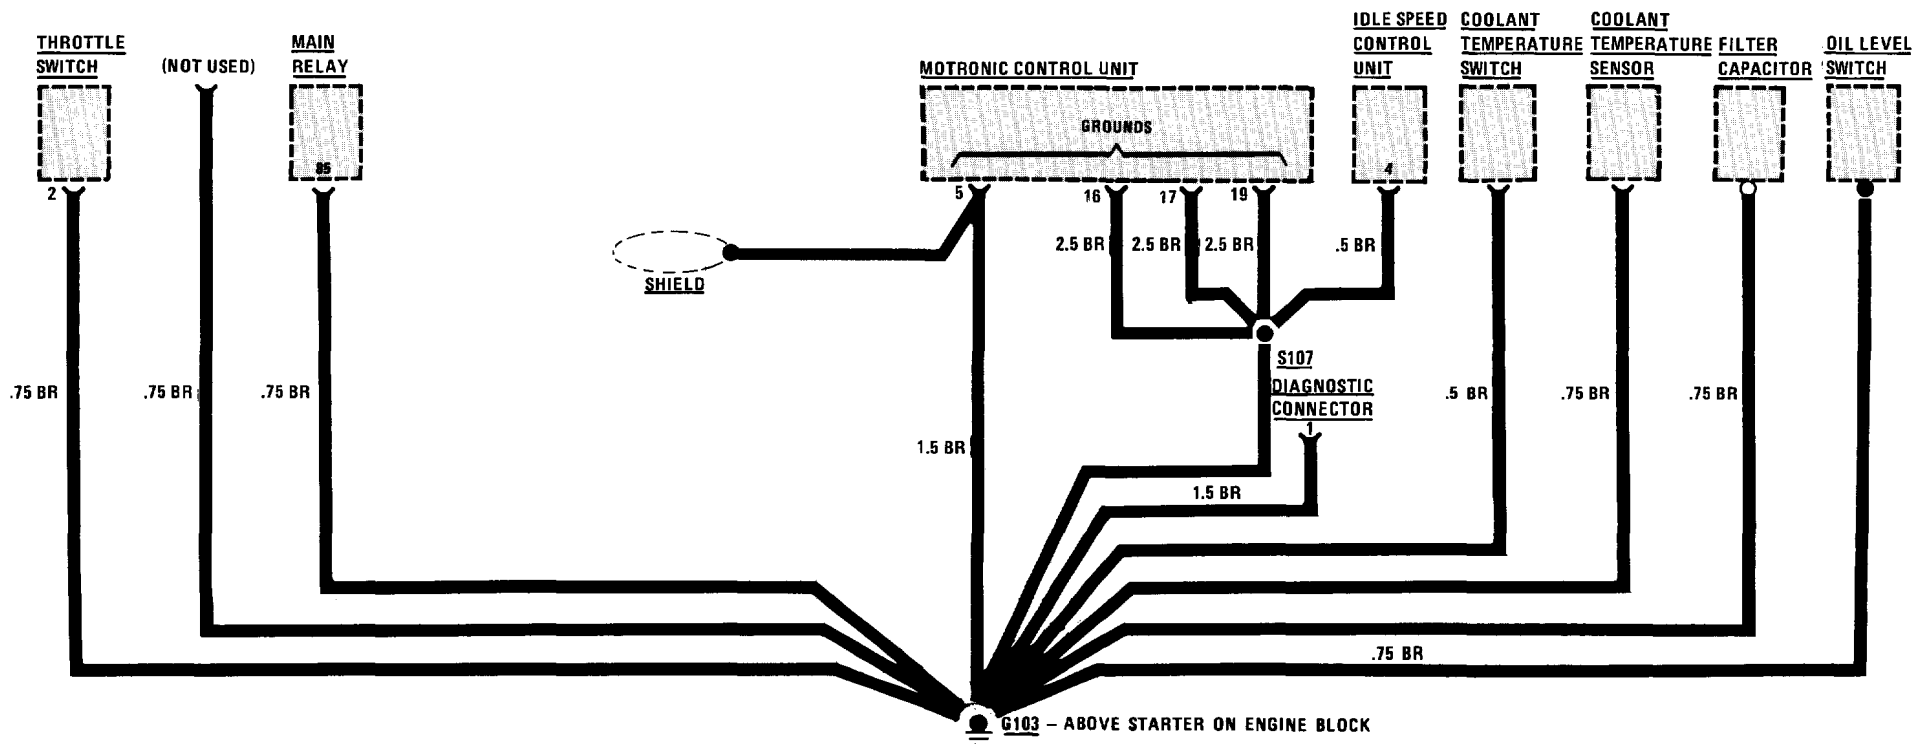 THROTTLE
SWITCH
(NOT USED)
MAIN
RELAY
MOTRONIC CONTROL UNIT
IDLE SPEED
CONTROL
UNIT
COOLANT
TEMPERATURE
SWITCH
COOLANT
TEMPERATURE
SENSOR
FILTER
CAPACITOR
OIL LEVEL
SWITCH
GROUNDS
85
4
2
5
16
17
19
2.5 BR
2.5 BR
2.5 BR
.5 BR
SHIELD
S107
DIAGNOSTIC
CONNECTOR
1
.75 BR
.75 BR
.75 BR
1.5 BR
.5 BR
.75 BR
.75 BR
1.5 BR
.75 BR
G103 – ABOVE STARTER ON ENGINE BLOCK